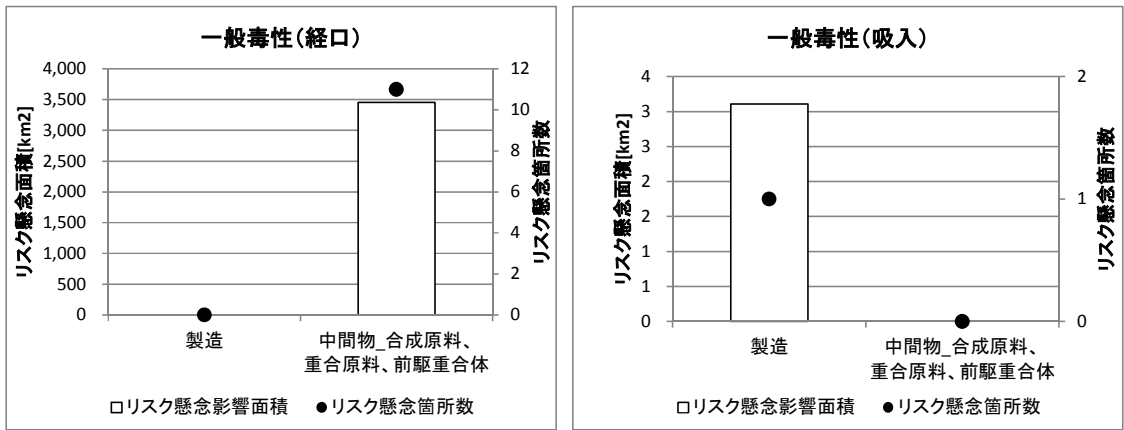 一般毒性(経口)
リスク懸念面積[km2]
4,000
3,500
3,000
2,500
2,000
1,500
1,000
500
0
12
10
8
6
4
2
0
リスク懸念箇所数
製造
中間物_合成原料、
重合原料、前駆重合体
リスク懸念影響面積
リスク懸念箇所数
一般毒性(吸入)
リスク懸念面積[km2]
4
3
3
2
2
1
1
0
2
1
0
リスク懸念箇所数
製造
中間物_合成原料、
重合原料、前駆重合体
リスク懸念影響面積
リスク懸念箇所数